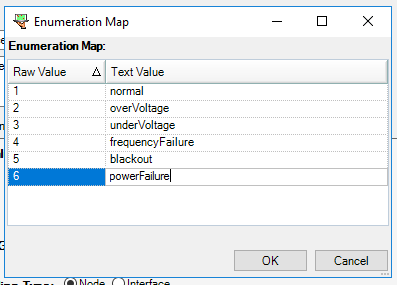 Enumeration Map
Enumeration Map:
Raw Value Text Value
1 normal
2 overVoltage
3 underVoltage
4 frequencyFailure
5 blackout
6 powerFailure
OK Cancel
Node Interface